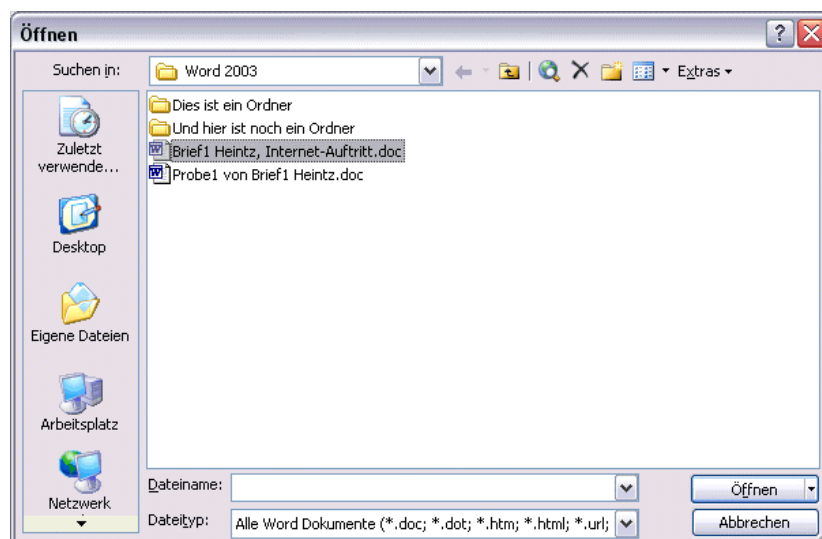 Öffnen
Suchen in: Word 2003 Extras
Zuletzt
verwende...
Desktop
Eigene Dateien
Arbeitsplatz
Netzwerk
Dies ist ein Ordner
Und hier ist noch ein Ordner
Brief1 Heintz, Internet-Auftritt.doc
Probe1 von Brief1 Heintz.doc
Dateiname: Öffnen
Dateityp: Alle Word Dokumente (*.doc; *.dot; *.htm; *.html; *.url; Abbrechen